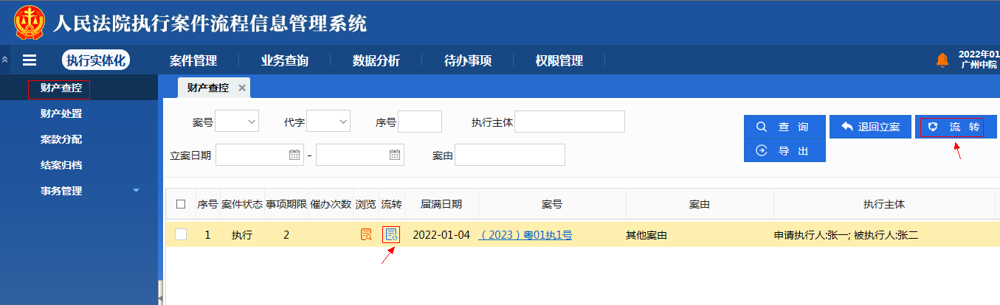 人民法院执行案件流程信息管理系统
执行实体化 案件管理 业务查询 数据分析 待办事项 权限管理
2022年01
广州中院
财产查控
财产处置
案款分配
结案归档
事务管理
财产查控
案号 代字 序号 执行主体
立案日期 - 案由
查 询 退回立案 流 转
导 出
序号 案件状态 事项期限 催办次数 浏览 流转 届满日期 案号 案由 执行主体
1 执行 2 2022-01-04 （2023）粤01执1号 其他案由 申请执行人:张一; 被执行人:张二